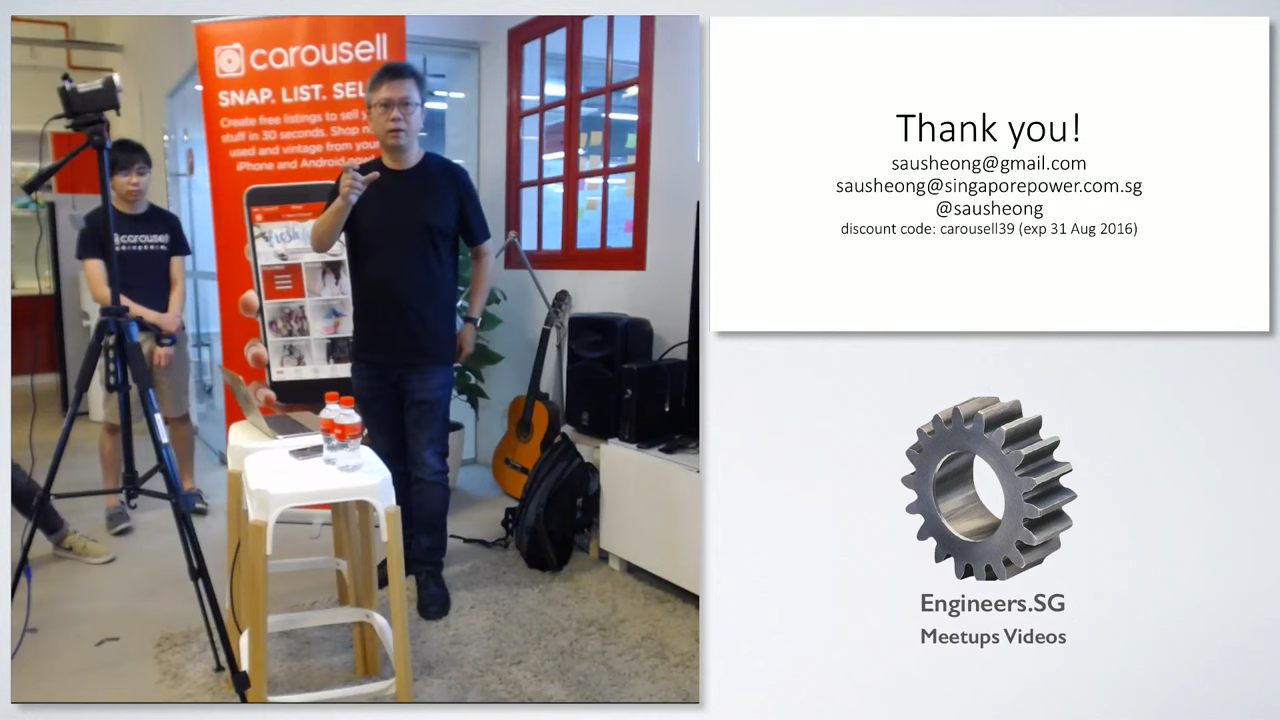 carousell
SNAP. LIST. SEL
Create free listings to sell
stuff in 30 seconds. Shop
used and vintage from your
iPhone and Android now!
carousell
Thank you!
sausheong@gmail.com
sausheong@singaporepower.com.sg
@sausheong
discount code: carousell39 (exp 31 Aug 2016)
Engineers.SG
Meetups Videos